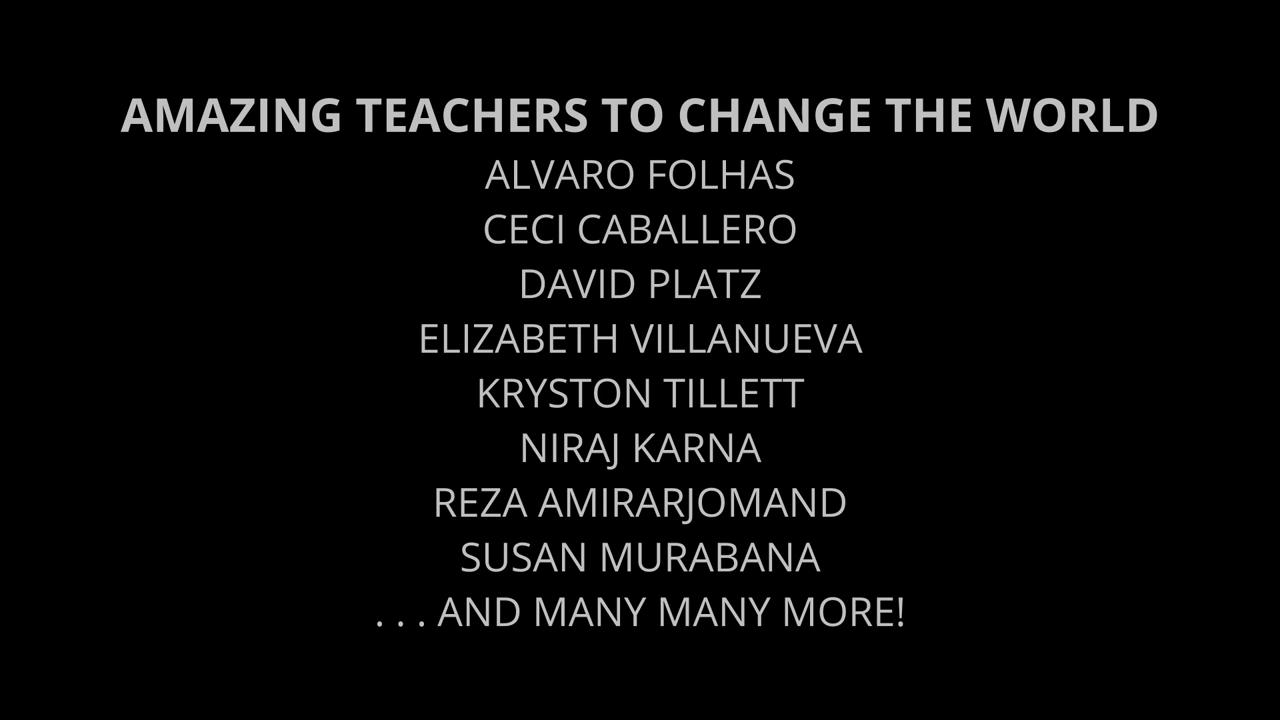 AMAZING TEACHERS TO CHANGE THE WORLD
ALVARO FOLHAS
CECI CABALLERO
DAVID PLATZ
ELIZABETH VILLANUEVA
KRYSTON TILLETT
NIRAJ KARNA
REZA AMIRARJOMAND
SUSAN MURABANA
. . . AND MANY MANY MORE!